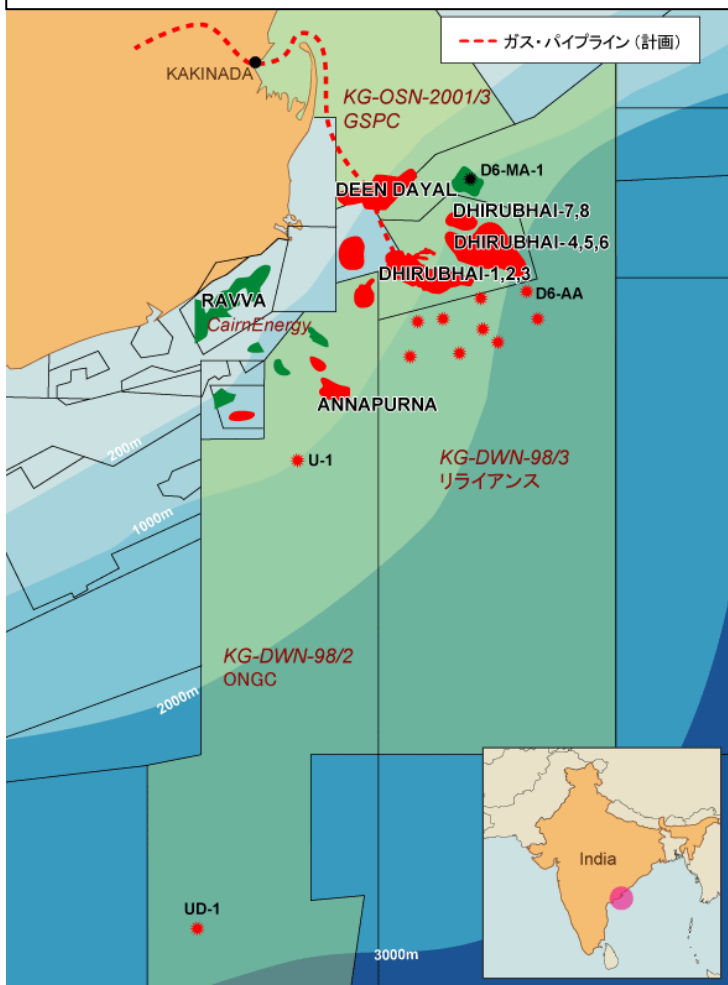 ガス・パイプライン（計画）
KAKINADA
KG-OSN-2001/3
GSPC
D6-MA-1
DEEN DAYAL
DHIRUBHAI-7,8
DHIRUBHAI- 4,5,6
DHIRUBHAI-1,2,3
D6-AA
RAVVA
CairnEnergy
ANNAPURNA
200m
U-1
KG-DWN-98/3
リライアンス
1000m
KG-DWN-98/2
ONGC
2000m
India
UD-1
3000m